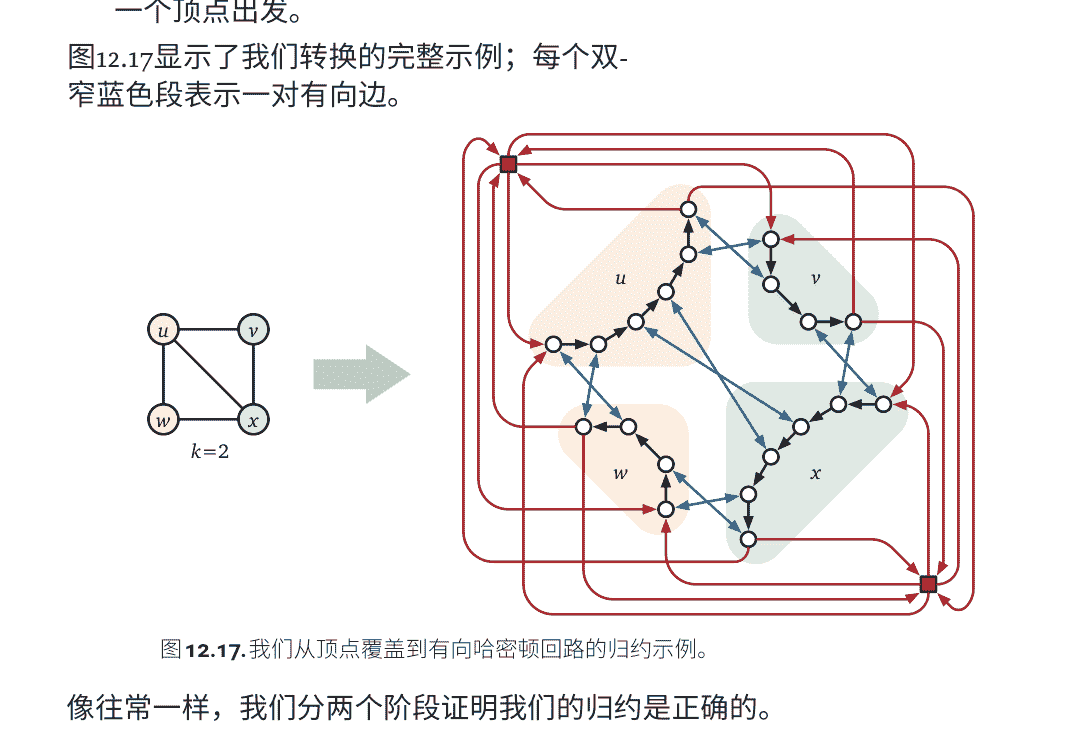 一个顶点出发。
图12.17显示了我们转换的完整示例；每个双-
窄蓝色段表示一对有向边。
u
v
u
v
w
x
w
x
k=2
图 12.17. 我们从顶点覆盖到有向哈密顿回路的归约示例。
像往常一样，我们分两个阶段证明我们的归约是正确的。